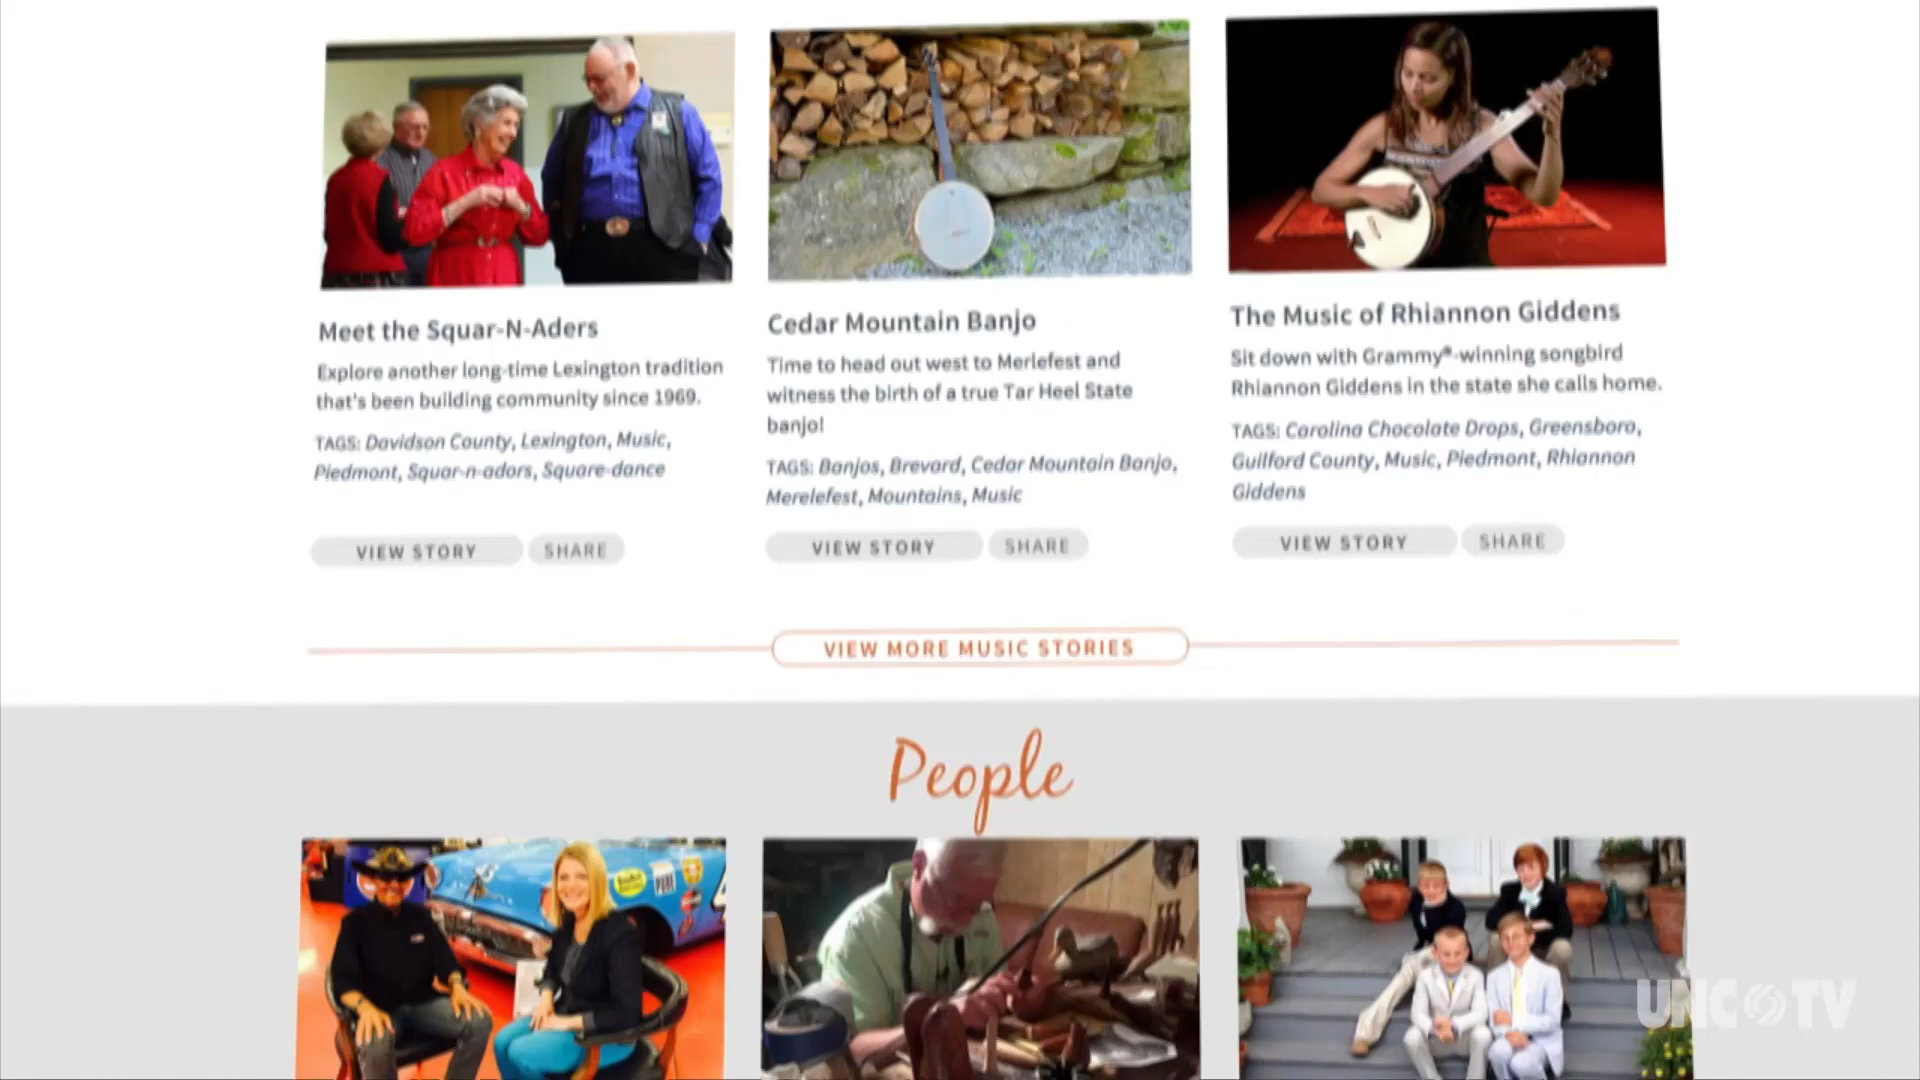 Meet the Squar-N-Aders
Explore another long-time Lexington tradition
that's been building community since 1969.
TAGS: Davidson County, Lexington, Music,
Piedmont, Squar-n-adors, Square-dance
VIEW STORY SHARE
Cedar Mountain Banjo
Time to head out west to Merlefest and
witness the birth of a true Tar Heel State
banjo!
TAGS: Banjos, Brevard, Cedar Mountain Banjo,
Merelefest, Mountains, Music
VIEW STORY SHARE
The Music of Rhiannon Giddens
Sit down with Grammy®-winning songbird
Rhiannon Giddens in the state she calls home.
TAGS: Carolina Chocolate Drops, Greensboro,
Guilford County, Music, Piedmont, Rhiannon
Giddens
VIEW STORY SHARE
VIEW MORE MUSIC STORIES
People
PURE
UNC TV